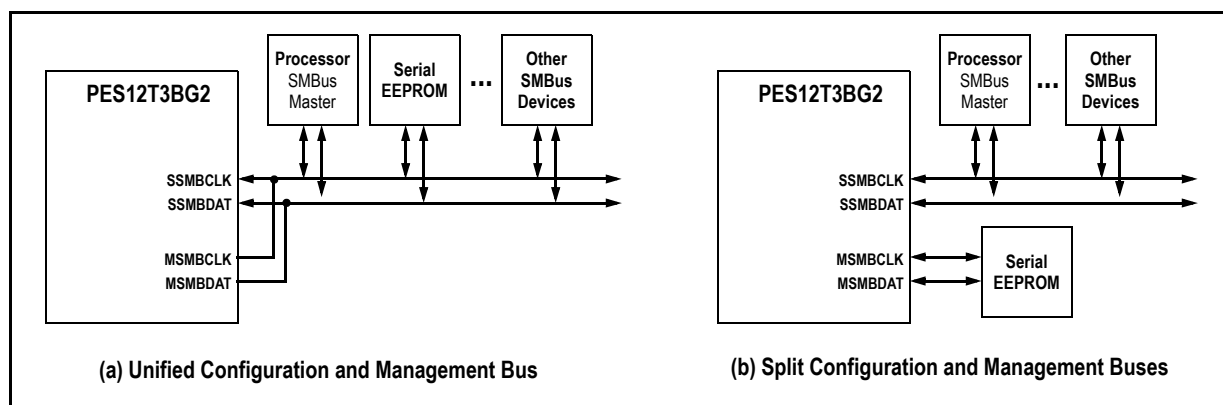 PES12T3BG2
Processor
SMBus
Master
Serial
EEPROM
...
Other
SMBus
Devices
SSMBCLK
SSMBDAT
MSMBCLK
MSMBDAT
(a) Unified Configuration and Management Bus
PES12T3BG2
Processor
SMBus
Master
...
Other
SMBus
Devices
SSMBCLK
SSMBDAT
MSMBCLK
MSMBDAT
Serial
EEPROM
(b) Split Configuration and Management Buses